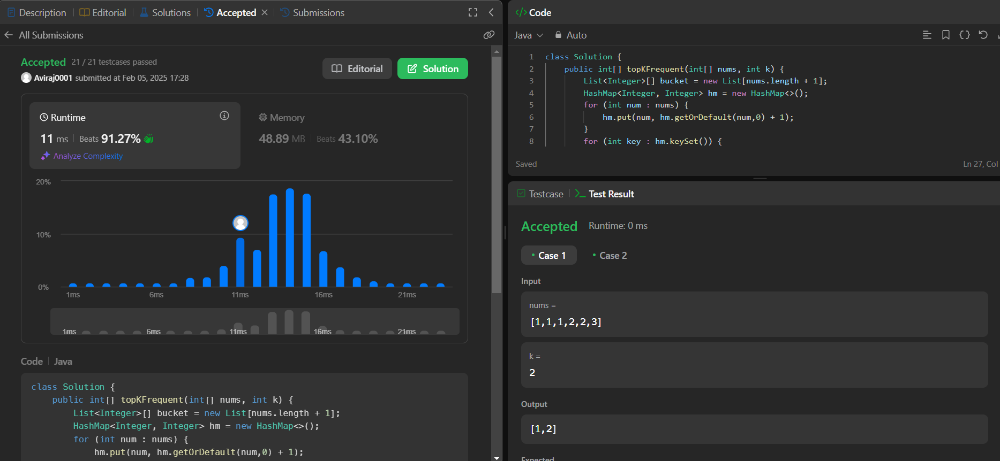 Description
Editorial
Solutions
Accepted
Submissions
All Submissions
Accepted 21 / 21 testcases passed
Aviraj0001 submitted at Feb 05, 2025 17:28
Editorial
Solution
Runtime
11 ms Beats 91.27%
Analyze Complexity
Memory
48.89 MB Beats 43.10%
20%
10%
0%
1ms 6ms 11ms 16ms 21ms
1ms 6ms 11ms 16ms 21ms
Code Java
class Solution {
public int[] topKFrequent(int[] nums, int k) {
List<Integer>[] bucket = new List[nums.length + 1];
HashMap<Integer, Integer> hm = new HashMap<>();
for (int num : nums) {
hm.put(num, hm.getOrDefault(num,0) + 1);
</> Code
Java Auto
1 class Solution {
2 public int[] topKFrequent(int[] nums, int k) {
3 List<Integer>[] bucket = new List[nums.length + 1];
4 HashMap<Integer, Integer> hm = new HashMap<>();
5 for (int num : nums) {
6 hm.put(num, hm.getOrDefault(num,0) + 1);
7 }
8 for (int key : hm.keySet()) {
Saved
Ln 27, Col
Testcase
Test Result
Accepted Runtime: 0 ms
Case 1
Case 2
Input
nums =
[1,1,1,2,2,3]
k =
2
Output
[1,2]
Expected